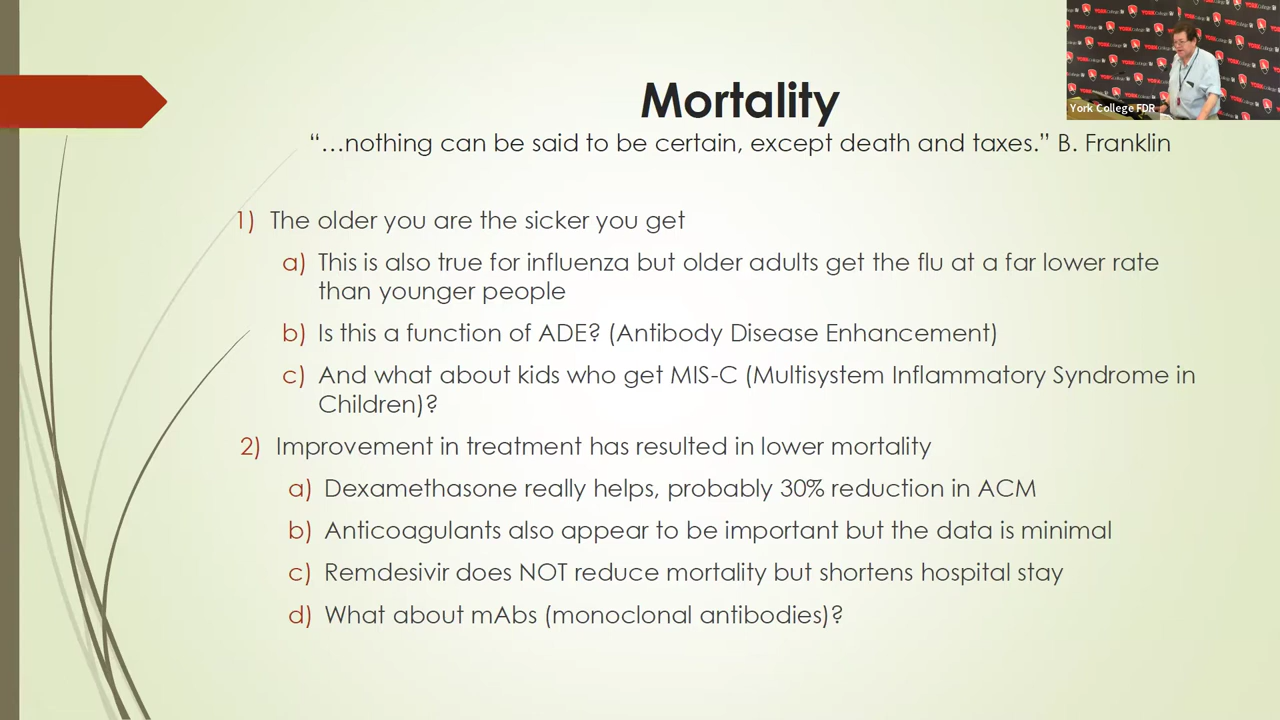 Mortality
“…nothing can be said to be certain, except death and taxes.” B. Franklin
1) The older you are the sicker you get
a) This is also true for influenza but older adults get the flu at a far lower rate
than younger people
b) Is this a function of ADE? (Antibody Disease Enhancement)
c) And what about kids who get MIS-C (Multisystem Inflammatory Syndrome in
Children)?
2) Improvement in treatment has resulted in lower mortality
a) Dexamethasone really helps, probably 30% reduction in ACM
b) Anticoagulants also appear to be important but the data is minimal
c) Remdesivir does NOT reduce mortality but shortens hospital stay
d) What about mAbs (monoclonal antibodies)?
York College FDR